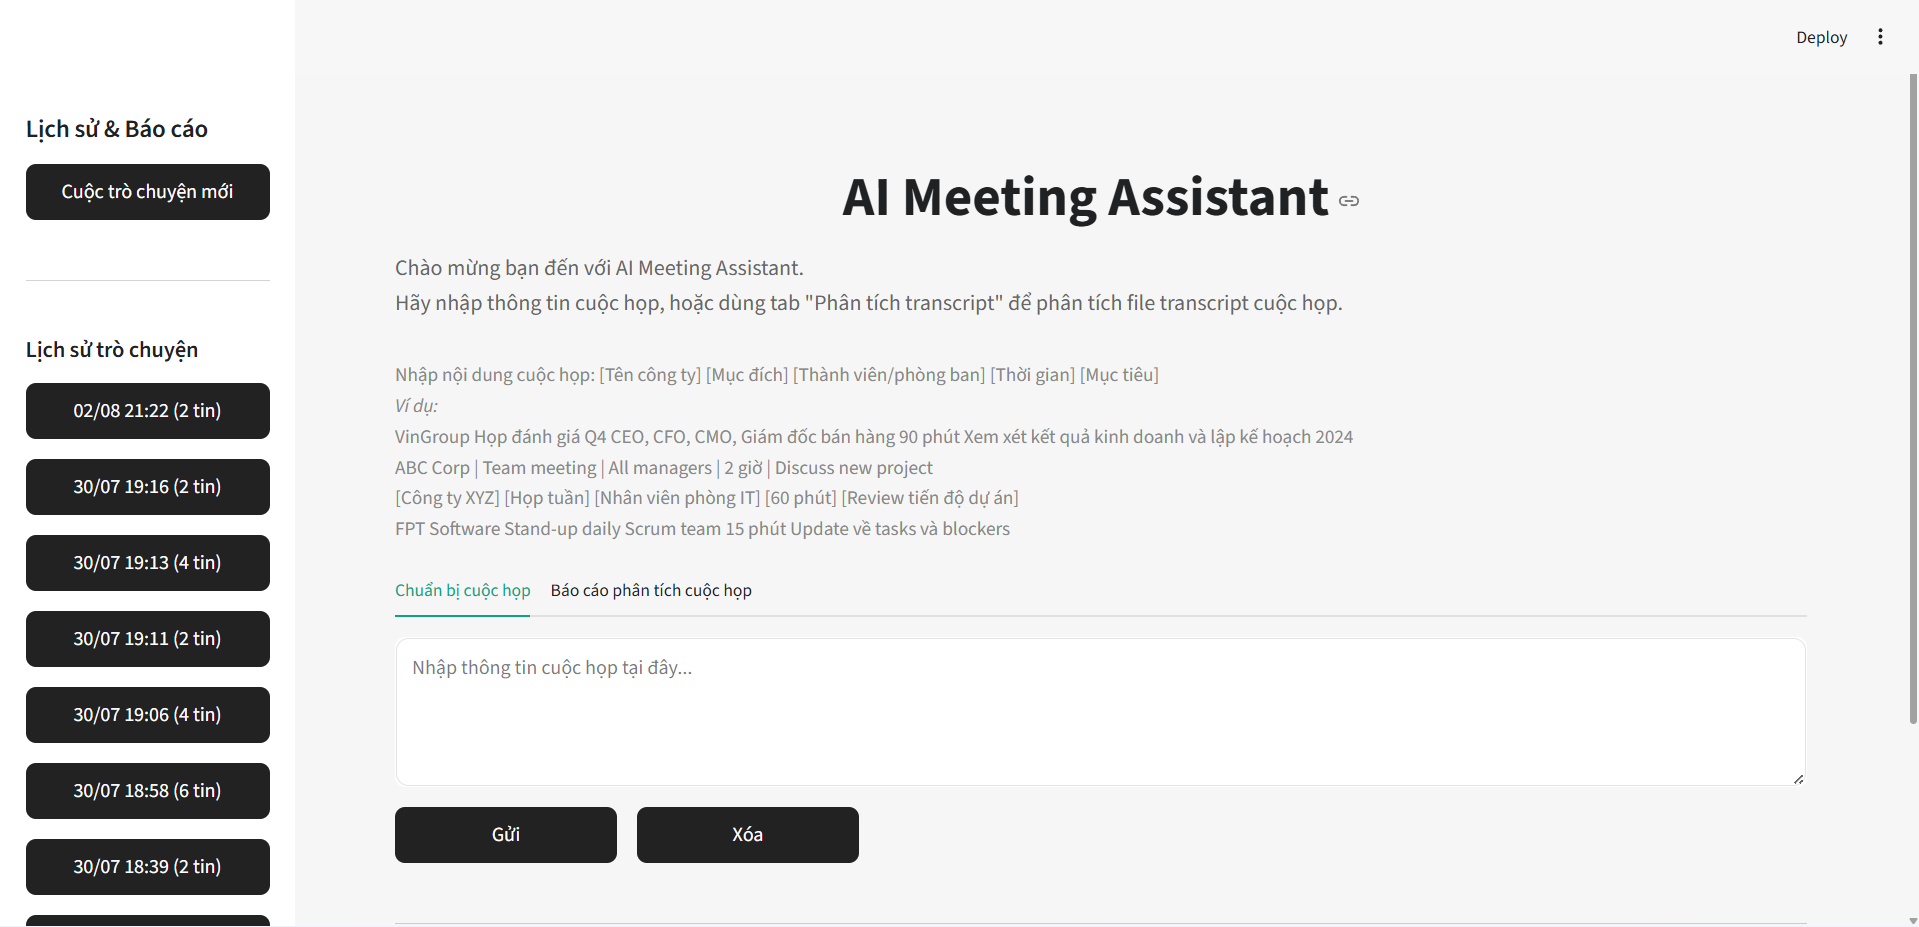 Deploy
Lịch sử & Báo cáo
Cuộc trò chuyện mới
Lịch sử trò chuyện
02/08 21:22 (2 tin)
30/07 19:16 (2 tin)
30/07 19:13 (4 tin)
30/07 19:11 (2 tin)
30/07 19:06 (4 tin)
30/07 18:58 (6 tin)
30/07 18:39 (2 tin)
AI Meeting Assistant
Chào mừng bạn đến với AI Meeting Assistant.
Hãy nhập thông tin cuộc họp, hoặc dùng tab "Phân tích transcript" để phân tích file transcript cuộc họp.
Nhập nội dung cuộc họp: [Tên công ty] [Mục đích] [Thành viên/phòng ban] [Thời gian] [Mục tiêu]
Ví dụ:
VinGroup Họp đánh giá Q4 CEO, CFO, CMO, Giám đốc bán hàng 90 phút Xem xét kết quả kinh doanh và lập kế hoạch 2024
ABC Corp | Team meeting | All managers | 2 giờ | Discuss new project
[Công ty XYZ] [Họp tuần] [Nhân viên phòng IT] [60 phút] [Review tiến độ dự án]
FPT Software Stand-up daily Scrum team 15 phút Update về tasks và blockers
Chuẩn bị cuộc họp
Báo cáo phân tích cuộc họp
Nhập thông tin cuộc họp tại đây...
Gửi
Xóa